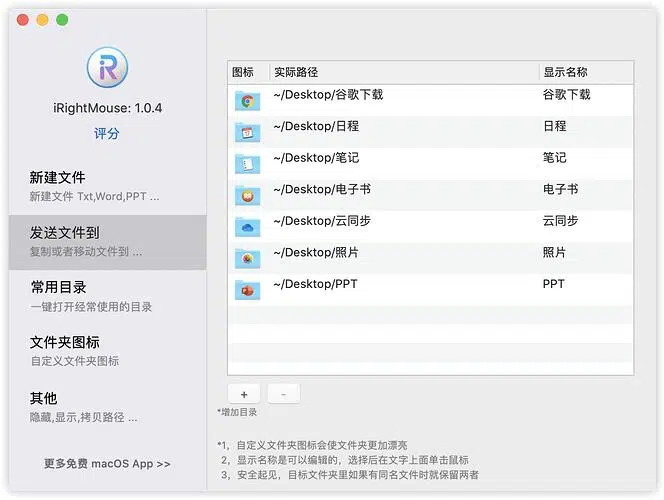 iRightMouse: 1.0.4
评分
新建文件
新建文件 Txt,Word,PPT ...
发送文件到
复制或者移动文件到 ...
常用目录
一键打开经常使用的目录
文件夹图标
自定义文件夹图标
其他
隐藏,显示,拷贝路径 ...
更多免费 macOS App >>
图标 实际路径 显示名称
~/Desktop/谷歌下载 谷歌下载
~/Desktop/日程 日程
~/Desktop/笔记 笔记
~/Desktop/电子书 电子书
~/Desktop/云同步 云同步
~/Desktop/照片 照片
~/Desktop/PPT PPT
+ -
*增加目录
*1，自定义文件夹图标会使文件夹更加漂亮
2，显示名称是可以编辑的，选择后在文字上面单击鼠标
3，安全起见，目标文件夹里如果有同名文件时就保留两者